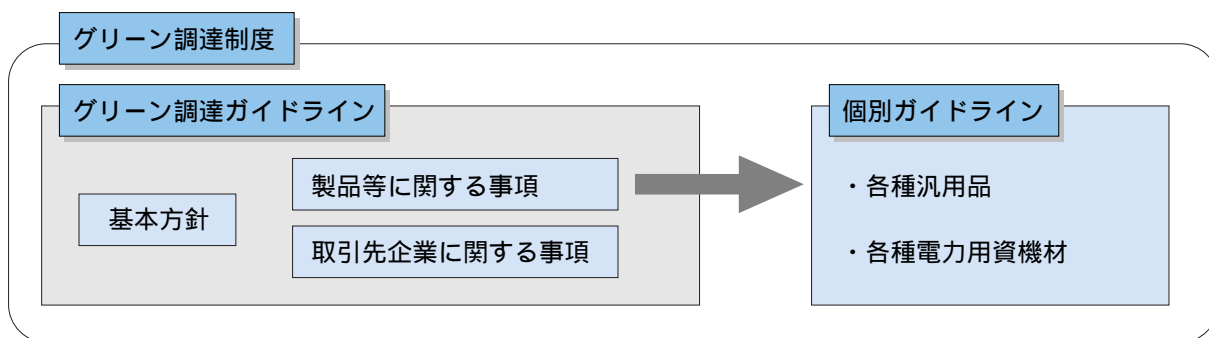 グリーン調達制度
グリーン調達ガイドライン
基本方針
製品等に関する事項
取引先企業に関する事項
個別ガイドライン
・各種汎用品
・各種電力用資機材